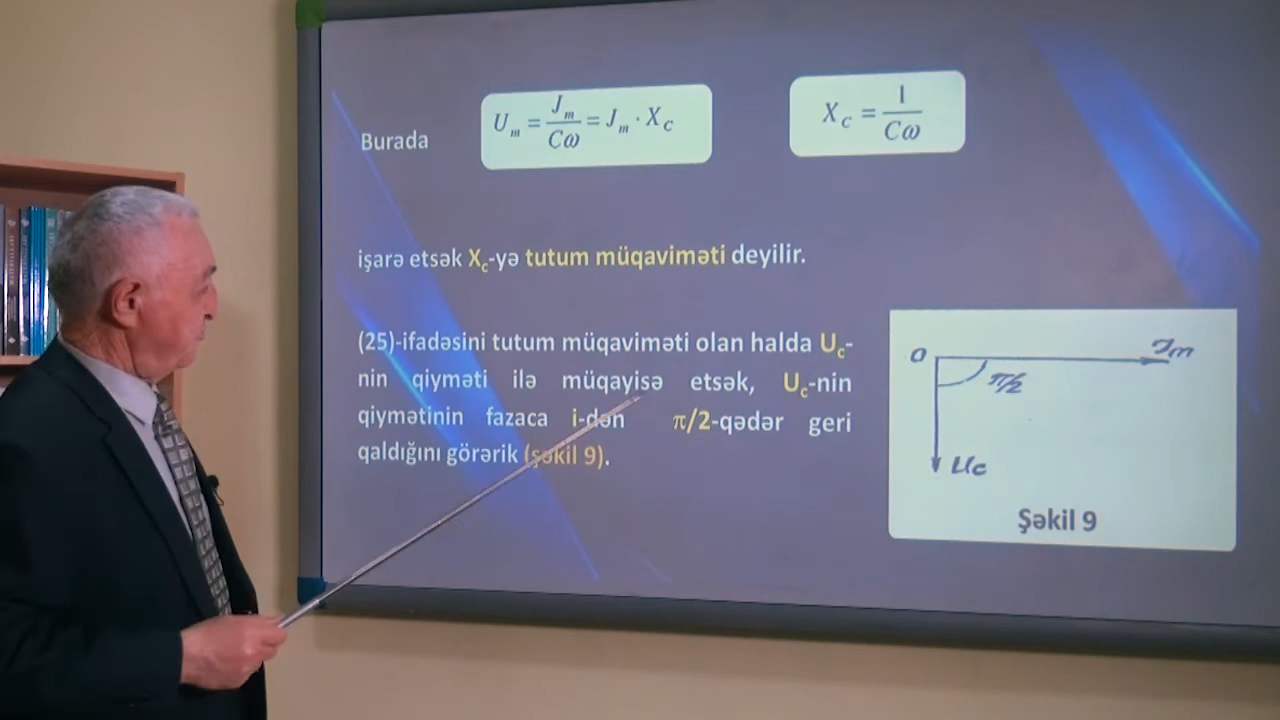 Burada
U_m = J_m / Cω = J_m · X_C
X_C = 1 / Cω
işarə etsək X_c-yə tutum müqaviməti deyilir.
(25)-ifadəsini tutum müqaviməti olan halda U_c-
nin qiyməti ilə müqayisə etsək, U_c-nin
qiymətinin fazaca i-dən π/2-qədər geri
qaldığını görərik (şəkil 9).
O
Jm
π/2
Uc
Şəkil 9